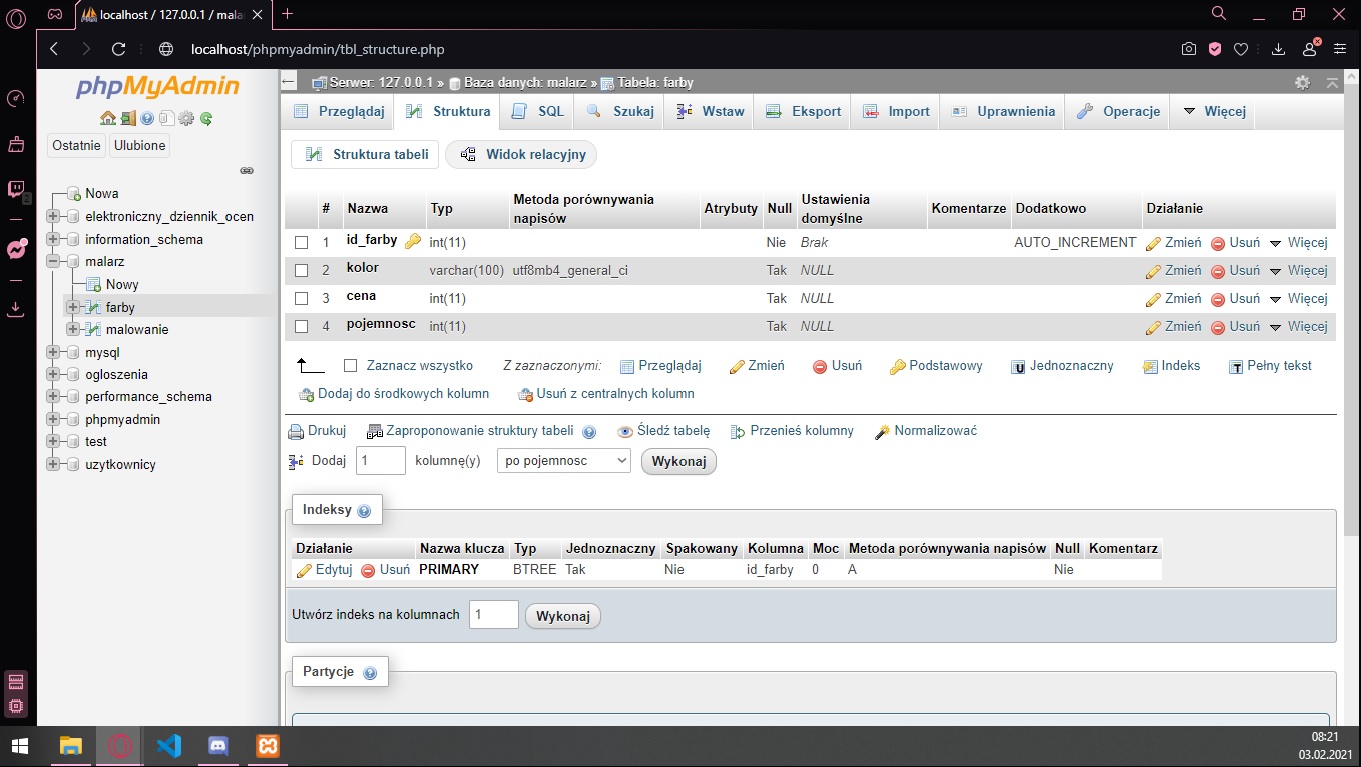 localhost / 127.0.0.1 / mala
localhost/phpmyadmin/tbl_structure.php
phpMyAdmin
Ostatnie Ulubione
Nowa
elektroniczny_dziennik_ocen
information_schema
malarz
Nowy
farby
malowanie
mysql
ogloszenia
performance_schema
phpmyadmin
test
uzytkownicy
Serwer: 127.0.0.1 » Baza danych: malarz » Tabela: farby
Przeglądaj Struktura SQL Szukaj Wstaw Eksport Import Uprawnienia Operacje Więcej
Struktura tabeli Widok relacyjny
# Nazwa Typ Metoda porównywania napisów Atrybuty Null Ustawienia domyślne Komentarze Dodatkowo Działanie
1 id_farby int(11) Nie Brak AUTO_INCREMENT Zmień Usuń Więcej
2 kolor varchar(100) utf8mb4_general_ci Tak NULL Zmień Usuń Więcej
3 cena int(11) Tak NULL Zmień Usuń Więcej
4 pojemnosc int(11) Tak NULL Zmień Usuń Więcej
Zaznacz wszystko Z zaznaczonymi: Przeglądaj Zmień Usuń Podstawowy Jednoznaczny Indeks Pełny tekst
Dodaj do środkowych kolumn Usuń z centralnych kolumn
Drukuj Zaproponowanie struktury tabeli Śledź tabelę Przenieś kolumny Normalizować
Dodaj 1 kolumnę(y) po pojemnosc Wykonaj
Indeksy
Działanie Nazwa klucza Typ Jednoznaczny Spakowany Kolumna Moc Metoda porównywania napisów Null Komentarz
Edytuj Usuń PRIMARY BTREE Tak Nie id_farby 0 A Nie
Utwórz indeks na kolumnach 1 Wykonaj
Partycje
08:21
03.02.2021